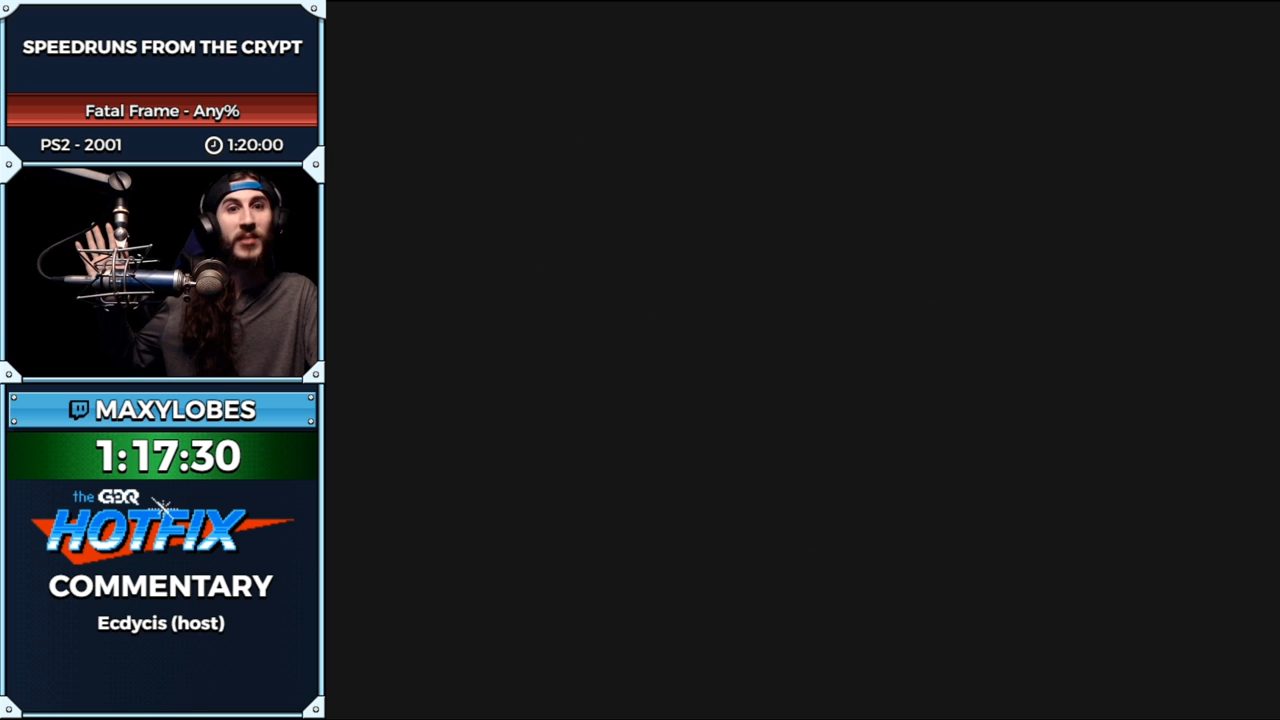 SPEEDRUNS FROM THE CRYPT
Fatal Frame - Any%
PS2 - 2001
1:20:00
MAXYLOBES
1:17:30
the GDQ
HOTFIX
COMMENTARY
Ecdycis (host)